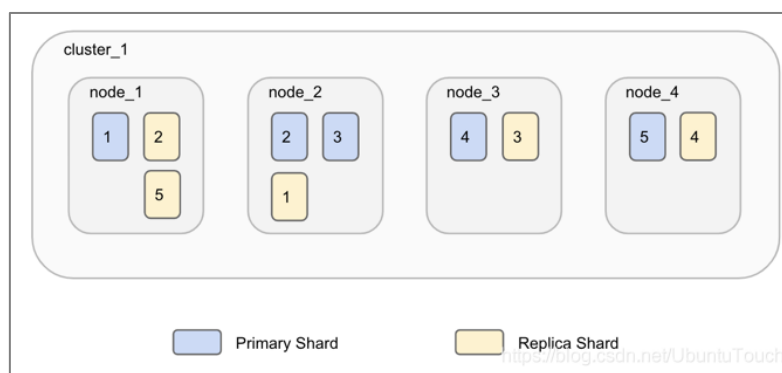 cluster_1
node_1
node_2
node_3
node_4
1
2
2
3
4
3
5
4
5
1
Primary Shard
Replica Shard
https://blog.csdn.net/UbuntuTouch